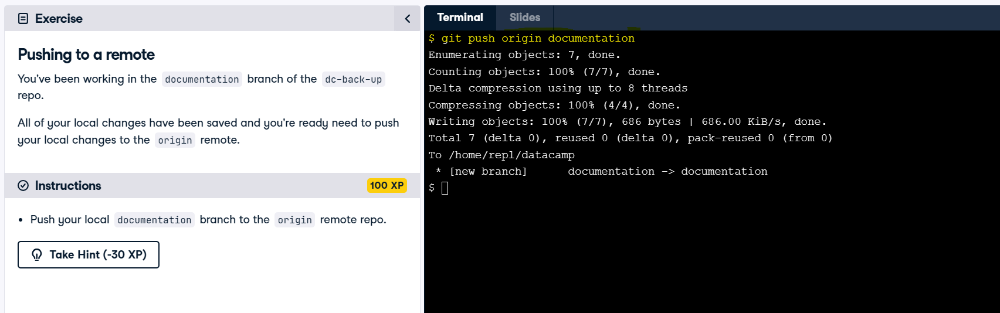 Exercise
Pushing to a remote
You've been working in the documentation branch of the dc-back-up
repo.
All of your local changes have been saved and you're ready need to push
your local changes to the origin remote.
Instructions
100 XP
• Push your local documentation branch to the origin remote repo.
Take Hint (-30 XP)
Terminal
Slides
$ git push origin documentation
Enumerating objects: 7, done.
Counting objects: 100% (7/7), done.
Delta compression using up to 8 threads
Compressing objects: 100% (4/4), done.
Writing objects: 100% (7/7), 686 bytes | 686.00 KiB/s, done.
Total 7 (delta 0), reused 0 (delta 0), pack-reused 0 (from 0)
To /home/repl/datacamp
 * [new branch]      documentation -> documentation
$